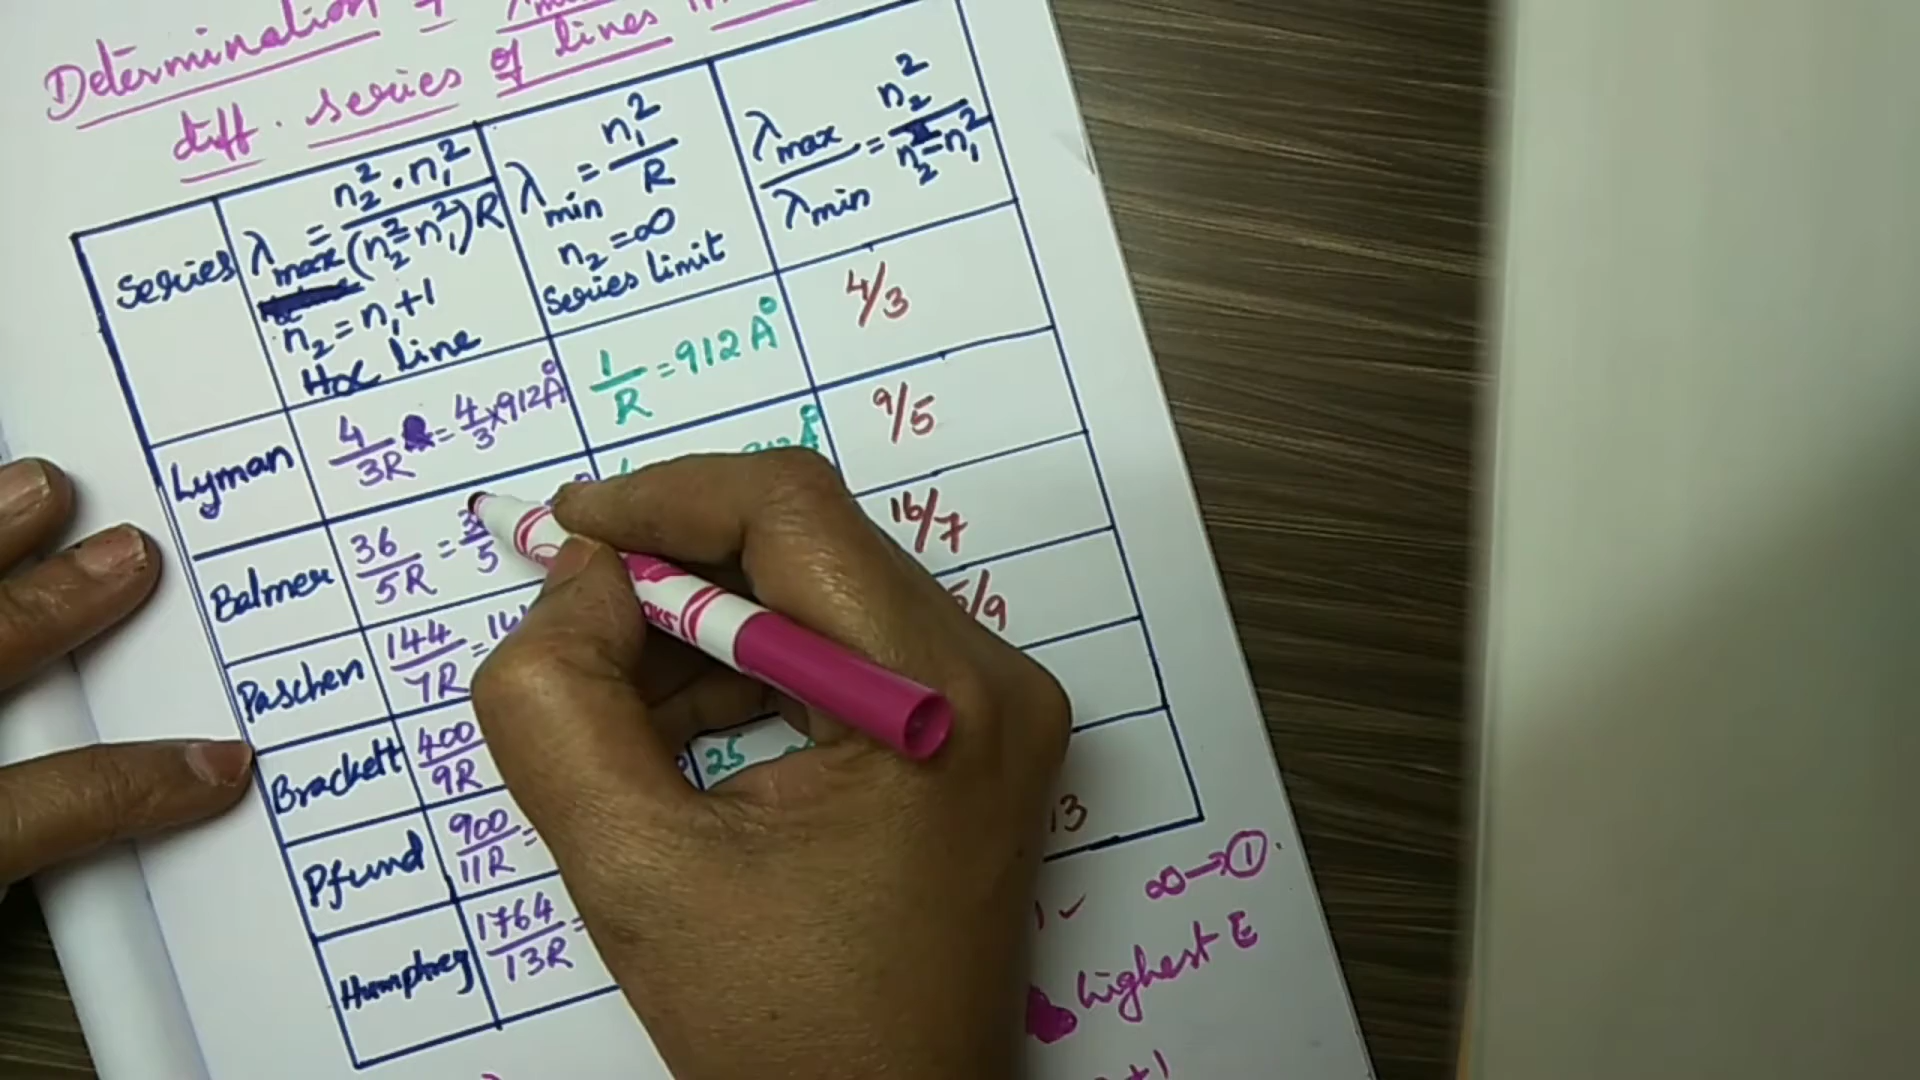 Determination
diff. series of lines
Series
λmax = n₂² . n₁² / (n₂² - n₁²) R
n₂ = n₁ + 1
Hα line
λmin = n₁² / R
n₂ = ∞
Series limit
λmax / λmin = n₂² / n₂² - n₁²
Lyman
4 / 3R = 4/3 × 912 Å
1 / R = 912 Å
4/3
Balmer
36 / 5R =
9/5
Paschen
144 / 7R =
16/7
Brackett
400 / 9R
/9
Pfund
900 / 11R =
25
Humphrey
1764 / 13R =
13
∞ → 1
highest E
+1